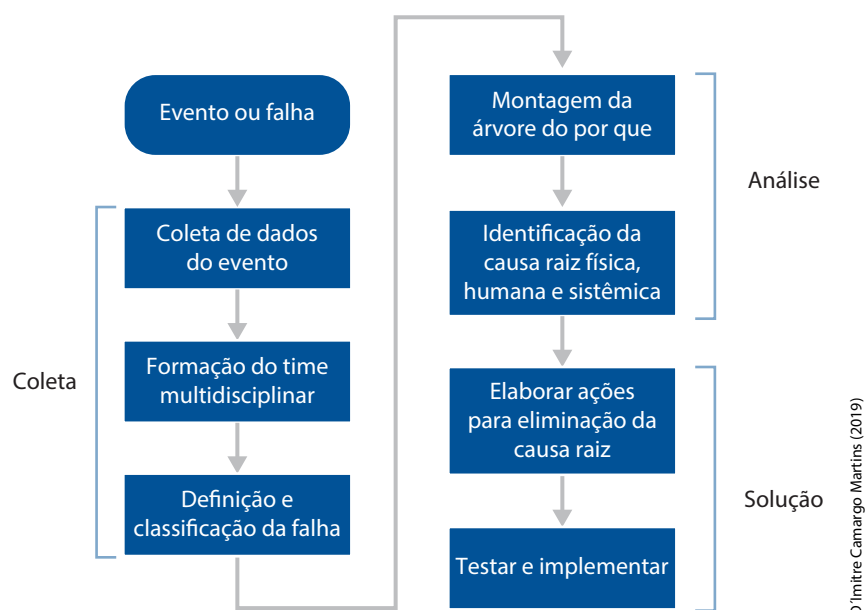 Evento ou falha
Coleta de dados
do evento
Formação do time
multidisciplinar
Definição e
classificação da falha
Coleta
Montagem da
árvore do por que
Identificação da
causa raiz física,
humana e sistêmica
Análise
Elaborar ações
para eliminação da
causa raiz
Testar e implementar
Solução
D´Imitre Camargo Martins (2019)